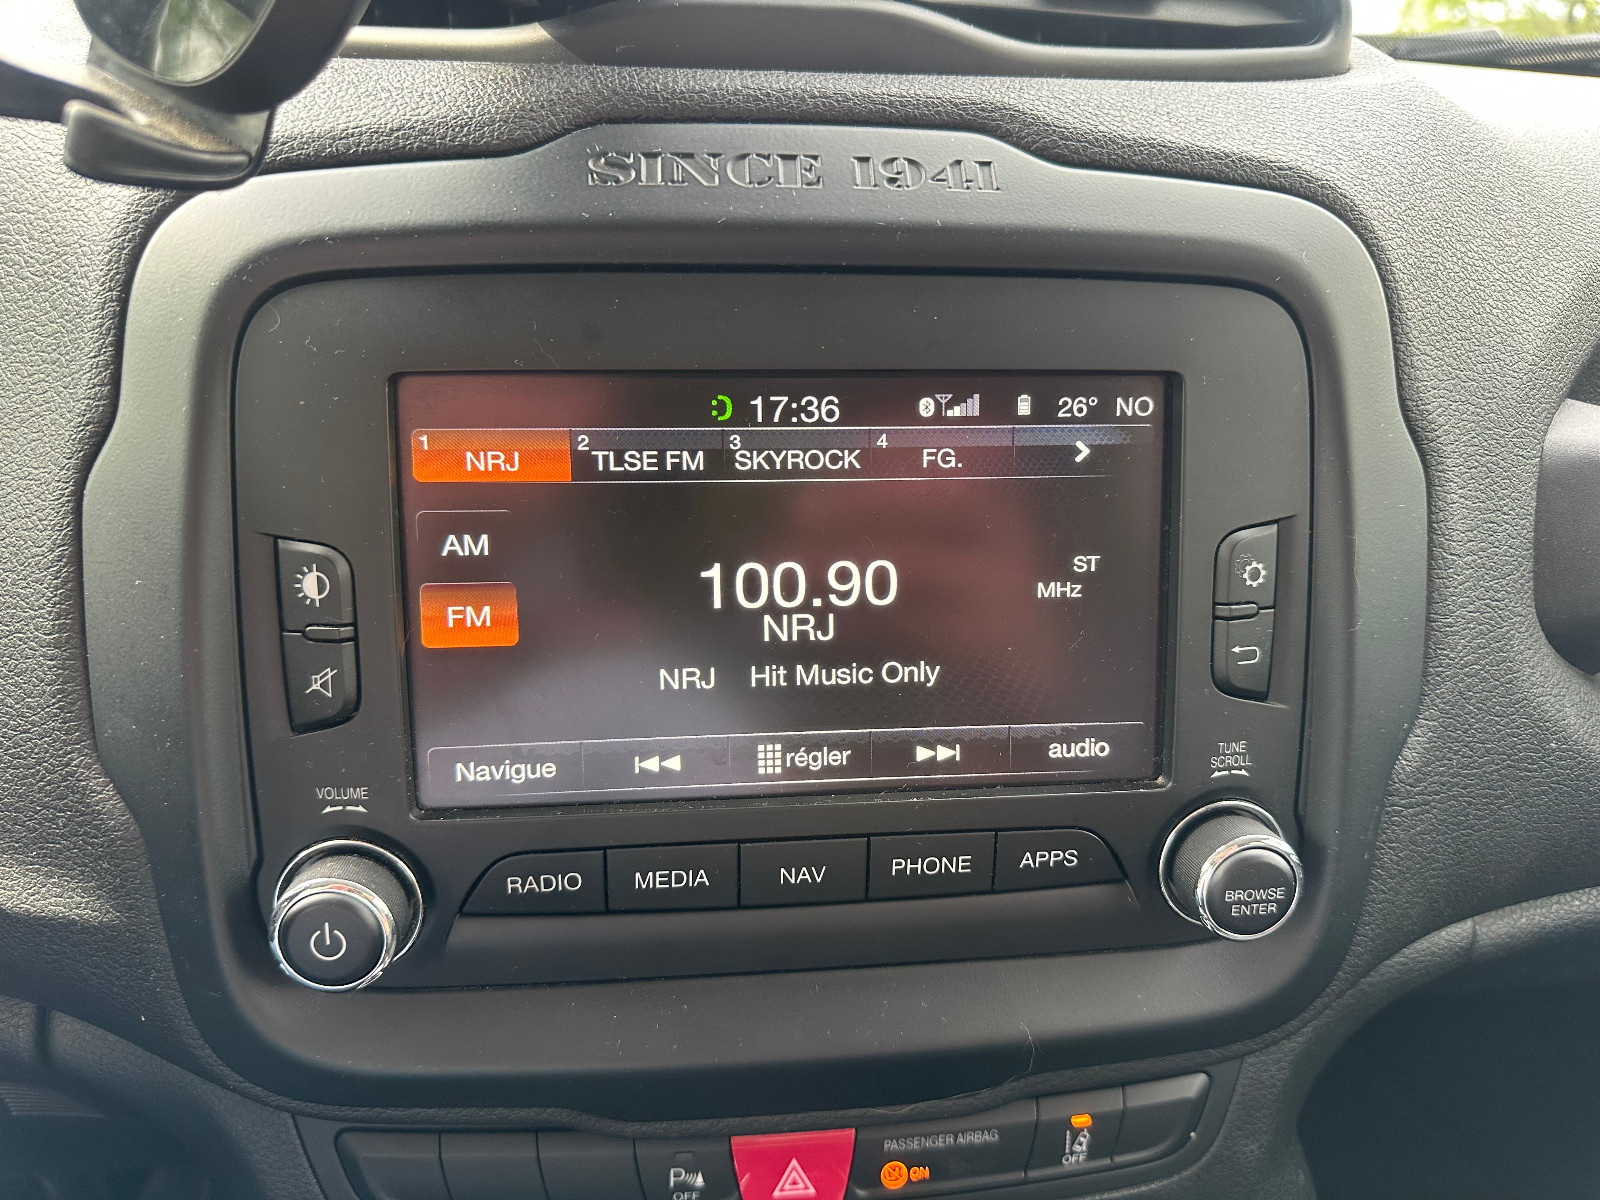 SINCE 1941
17:36 26° NO
1 NRJ 2 TLSE FM 3 SKYROCK 4 FG.
AM
FM
100.90
ST
MHz
NRJ
NRJ Hit Music Only
Navigue régler audio
VOLUME
TUNE
SCROLL
RADIO MEDIA NAV PHONE APPS
BROWSE
ENTER
PASSENGER AIRBAG
ON
P
OFF
OFF